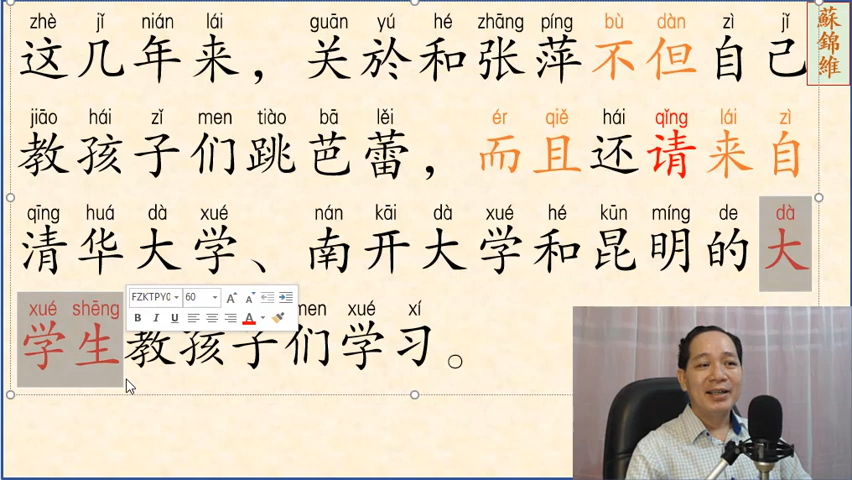 zhè jǐ nián lái guān yú hé zhāng píng bù dàn zì jǐ
这几年来，关於和张萍不但自己
jiāo hái zǐ men tiào bā lěi ér qiě hái qǐng lái zì
教孩子们跳芭蕾，而且还请来自
qīng huá dà xué nán kāi dà xué hé kūn míng de dà
清华大学、南开大学和昆明的大
xué shēng men xué xí
学生教孩子们学习。
蘇錦維
FZKTPY( 60
B I U A